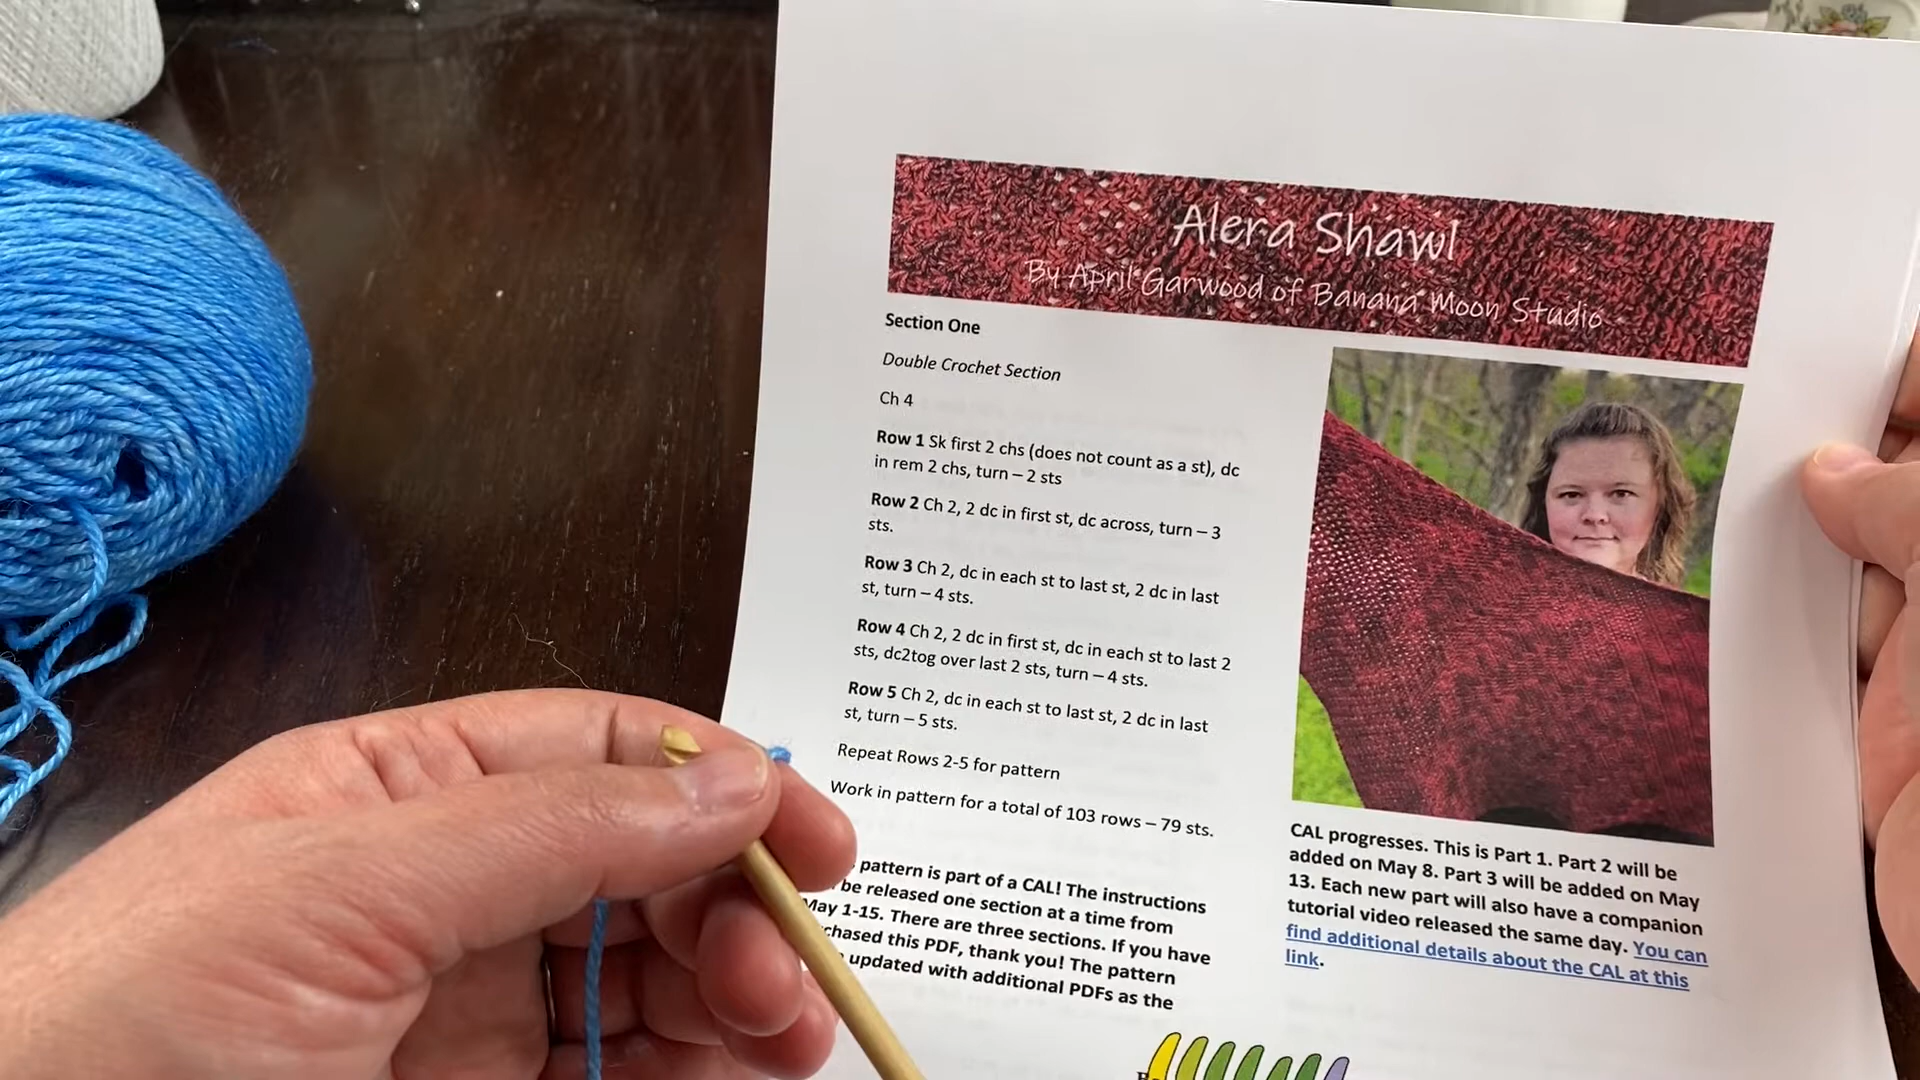 Alera Shawl
By April Garwood of Banana Moon Studio
Section One
Double Crochet Section
Ch 4
Row 1 Sk first 2 chs (does not count as a st), dc
in rem 2 chs, turn – 2 sts
Row 2 Ch 2, 2 dc in first st, dc across, turn – 3
sts.
Row 3 Ch 2, dc in each st to last st, 2 dc in last
st, turn – 4 sts.
Row 4 Ch 2, 2 dc in first st, dc in each st to last 2
sts, dc2tog over last 2 sts, turn – 4 sts.
Row 5 Ch 2, dc in each st to last st, 2 dc in last
st, turn – 5 sts.
Repeat Rows 2-5 for pattern
Work in pattern for a total of 103 rows – 79 sts.
pattern is part of a CAL! The instructions
be released one section at a time from
May 1-15. There are three sections. If you have
this PDF, thank you! The pattern
updated with additional PDFs as the
CAL progresses. This is Part 1. Part 2 will be
added on May 8. Part 3 will be added on May
13. Each new part will also have a companion
tutorial video released the same day. You can
find additional details about the CAL at this
link.